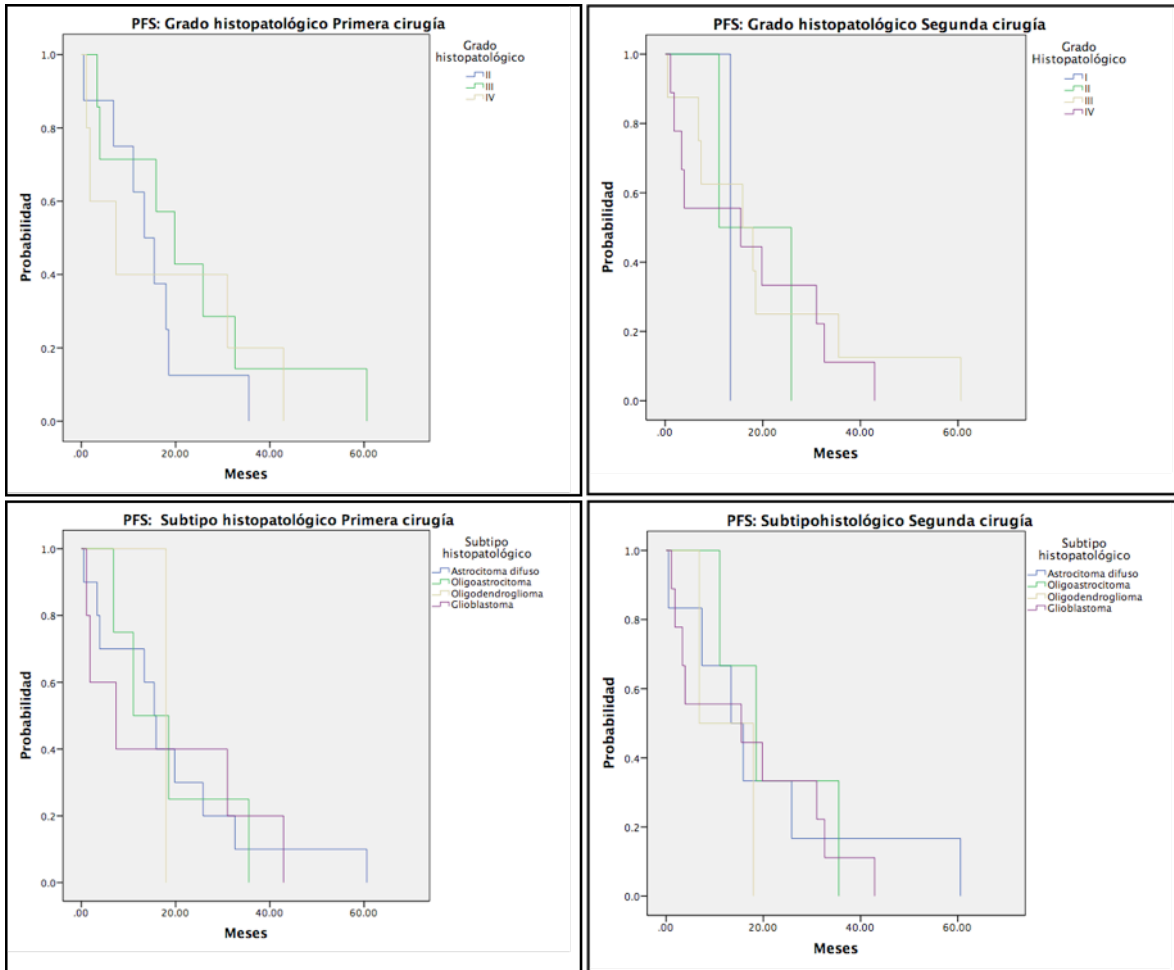 PFS: Grado histopatológico Primera cirugía
Grado
histopatológico
II
III
IV
Probabilidad
1.0
0.8
0.6
0.4
0.2
0.0
.00 20.00 40.00 60.00
Meses
PFS: Grado histopatológico Segunda cirugía
Grado
Histopatológico
I
II
III
IV
Probabilidad
1.0
0.8
0.6
0.4
0.2
0.0
.00 20.00 40.00 60.00
Meses
PFS: Subtipo histopatológico Primera cirugía
Subtipo
histopatológico
Astrocitoma difuso
Oligoastrocitoma
Oligodendroglioma
Glioblastoma
Probabilidad
1.0
0.8
0.6
0.4
0.2
0.0
.00 20.00 40.00 60.00
Meses
PFS: Subtipohistológico Segunda cirugía
Subtipo
histopatológico
Astrocitoma difuso
Oligoastrocitoma
Oligodendroglioma
Glioblastoma
Probabilidad
1.0
0.8
0.6
0.4
0.2
0.0
.00 20.00 40.00 60.00
Meses